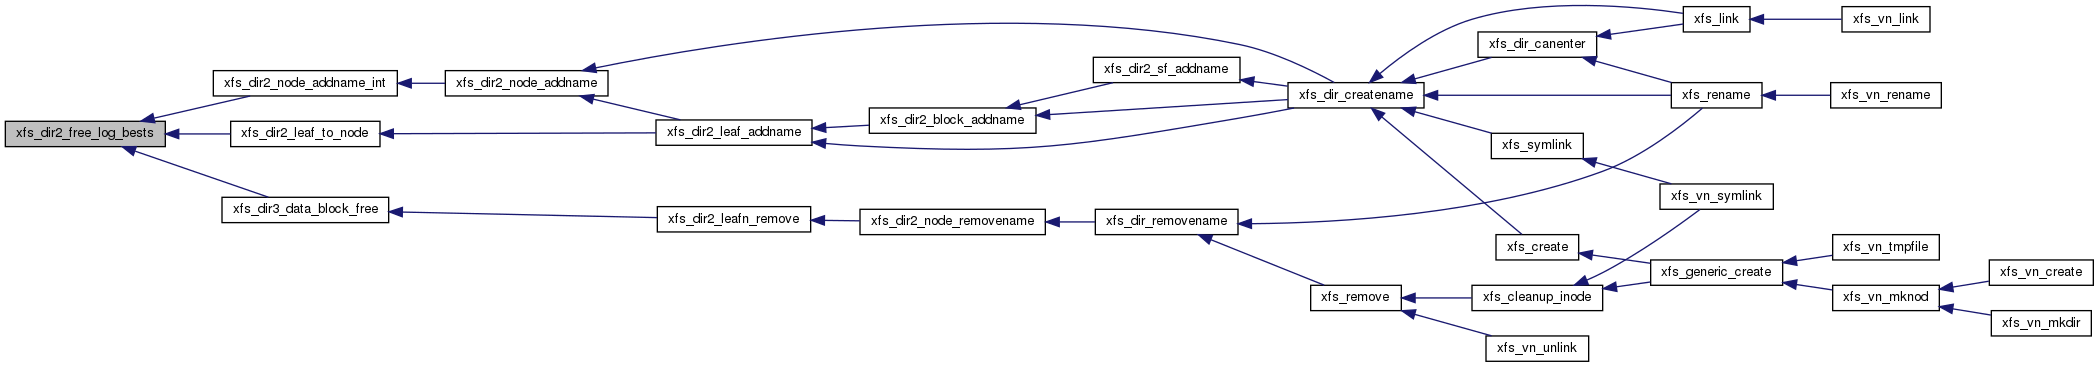 xfs_link
xfs_vn_link
xfs_dir_canenter
xfs_dir2_sf_addname
xfs_dir2_node_addname_int
xfs_dir2_node_addname
xfs_dir_createname
xfs_rename
xfs_vn_rename
xfs_dir2_block_addname
xfs_dir2_free_log_bests
xfs_dir2_leaf_to_node
xfs_dir2_leaf_addname
xfs_symlink
xfs_vn_symlink
xfs_dir3_data_block_free
xfs_dir2_leafn_remove
xfs_dir2_node_removename
xfs_dir_removename
xfs_create
xfs_vn_tmpfile
xfs_generic_create
xfs_vn_create
xfs_remove
xfs_cleanup_inode
xfs_vn_mknod
xfs_vn_mkdir
xfs_vn_unlink